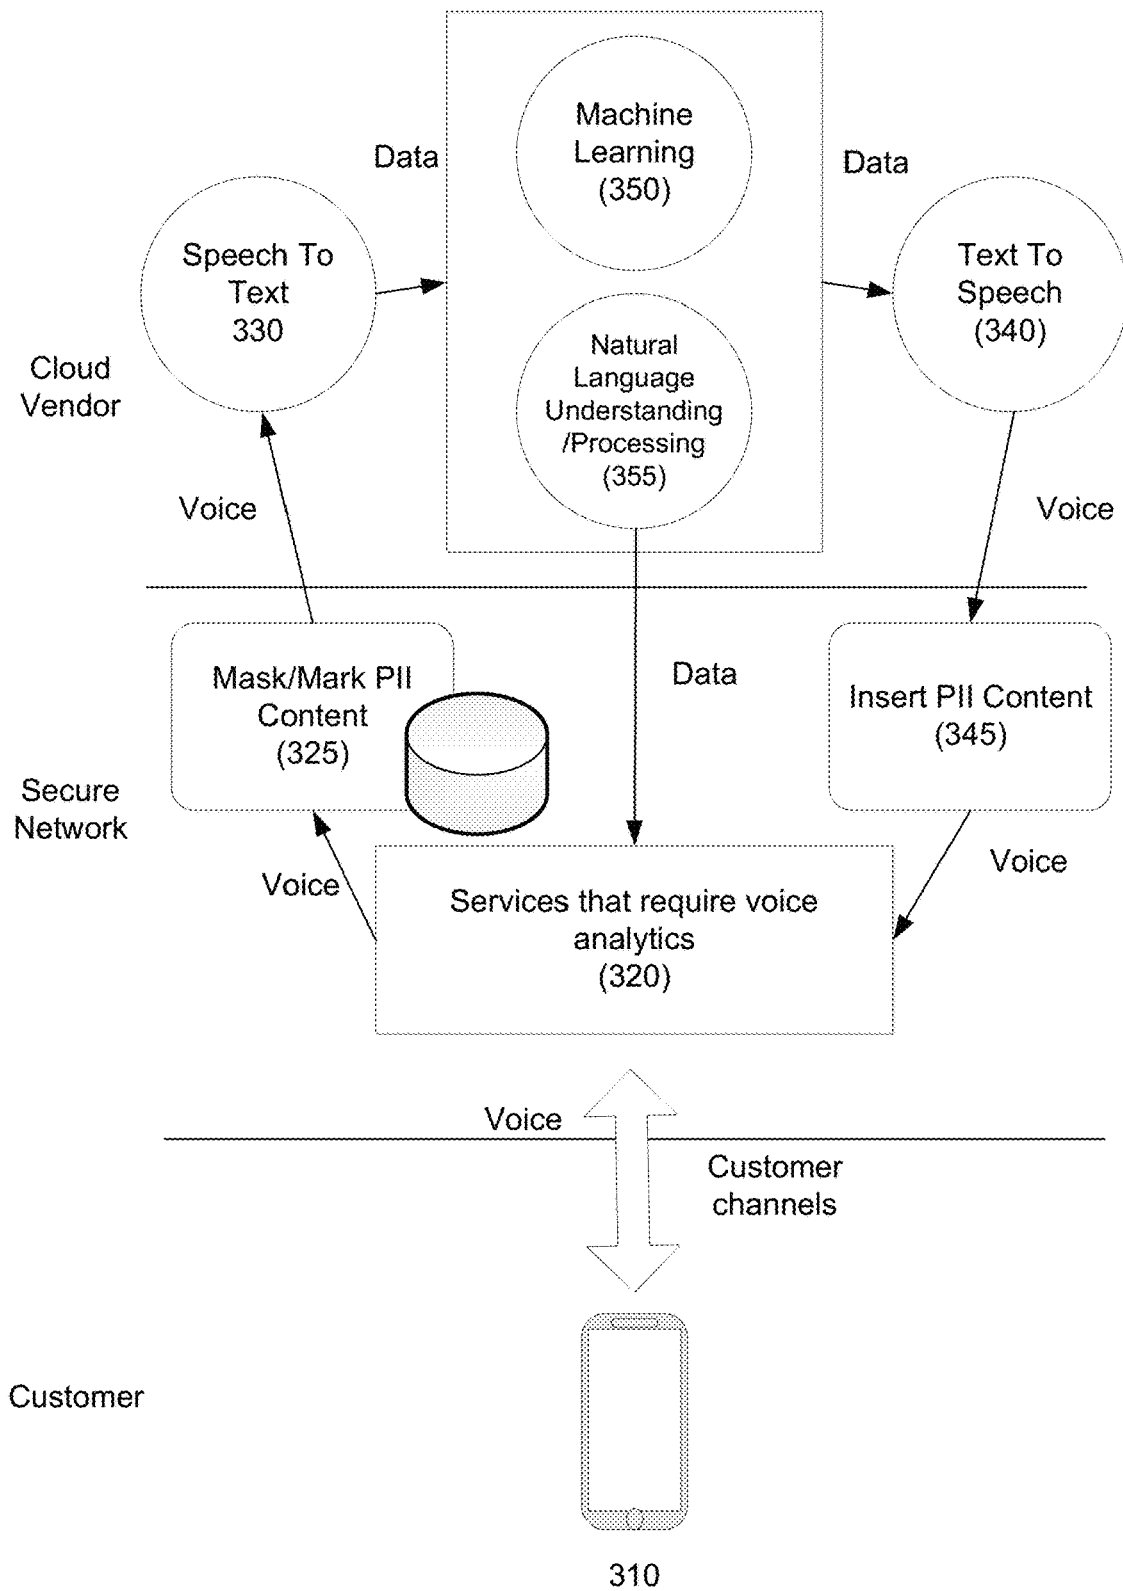 Machine
Learning
(350)
Data
Data
Speech To
Text
330
Text To
Speech
(340)
Natural
Language
Understanding
/Processing
(355)
Cloud
Vendor
Voice
Voice
Mask/Mark PII
Content
(325)
Data
Insert PII Content
(345)
Secure
Network
Voice
Voice
Services that require voice
analytics
(320)
Voice
Customer
channels
Customer
310